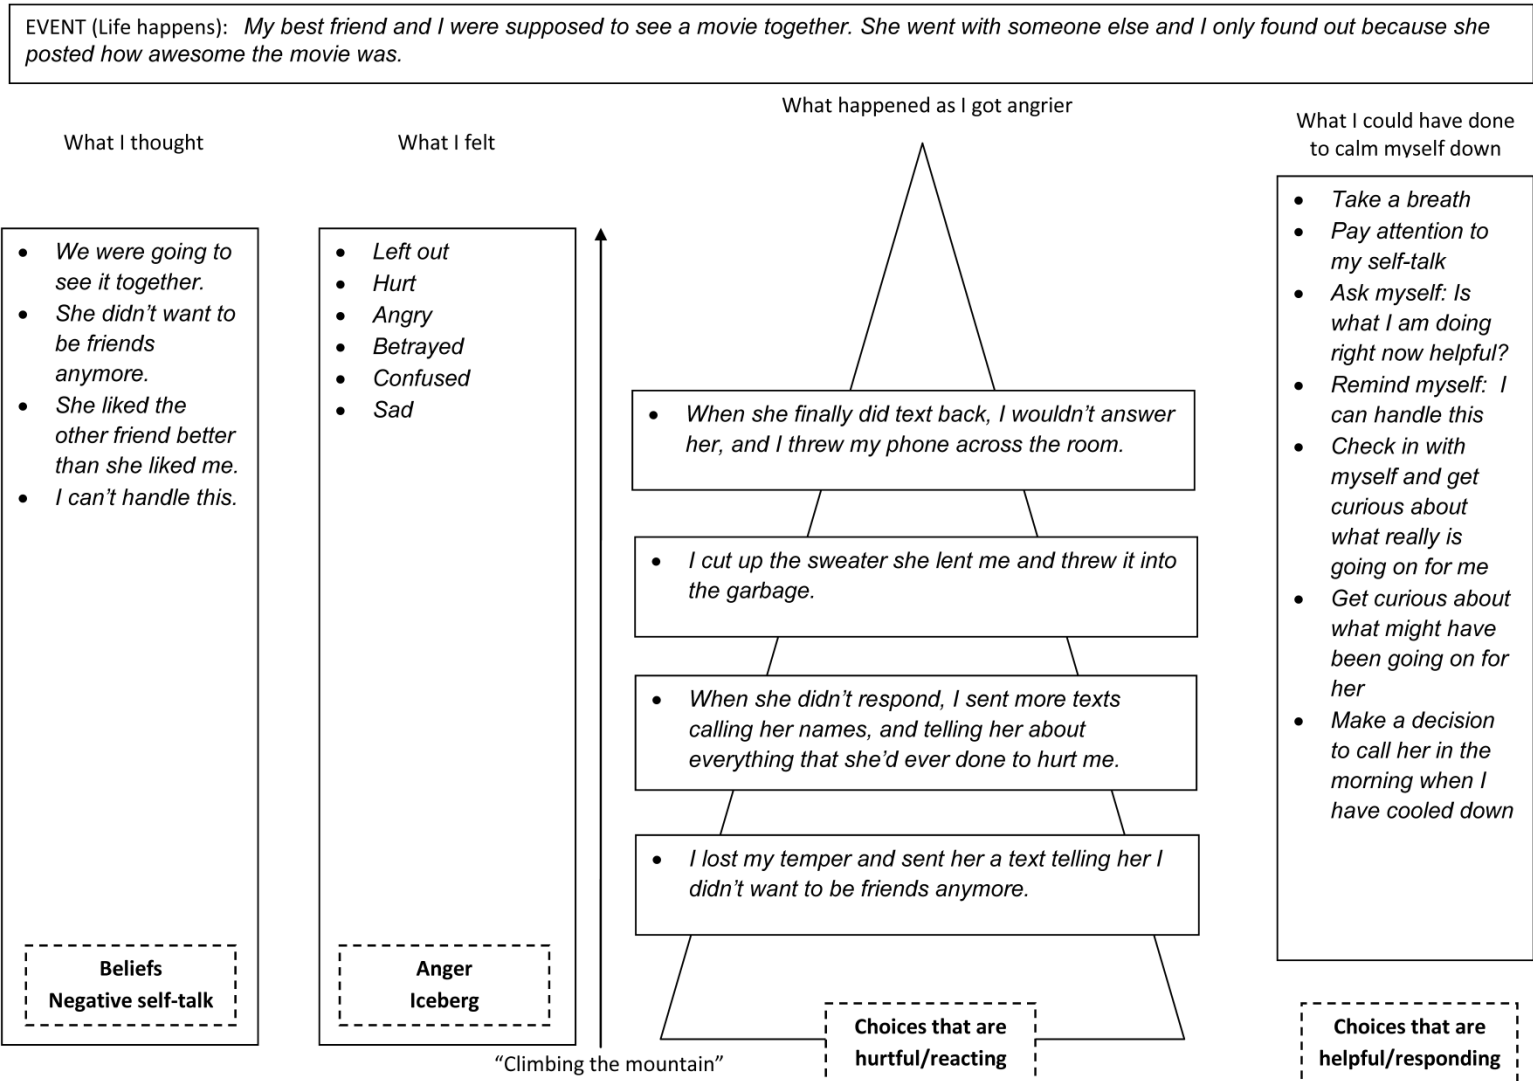 EVENT (Life happens): My best friend and I were supposed to see a movie together. She went with someone else and I only found out because she
posted how awesome the movie was.
What I thought
• We were going to
see it together.
• She didn’t want to
be friends
anymore.
• She liked the
other friend better
than she liked me.
• I can’t handle this.
Beliefs
Negative self-talk
What I felt
• Left out
• Hurt
• Angry
• Betrayed
• Confused
• Sad
Anger
Iceberg
“Climbing the mountain”
What happened as I got angrier
• When she finally did text back, I wouldn’t answer
her, and I threw my phone across the room.
• I cut up the sweater she lent me and threw it into
the garbage.
• When she didn’t respond, I sent more texts
calling her names, and telling her about
everything that she’d ever done to hurt me.
• I lost my temper and sent her a text telling her I
didn’t want to be friends anymore.
Choices that are
hurtful/reacting
What I could have done
to calm myself down
• Take a breath
• Pay attention to
my self-talk
• Ask myself: Is
what I am doing
right now helpful?
• Remind myself: I
can handle this
• Check in with
myself and get
curious about
what really is
going on for me
• Get curious about
what might have
been going on for
her
• Make a decision
to call her in the
morning when I
have cooled down
Choices that are
helpful/responding